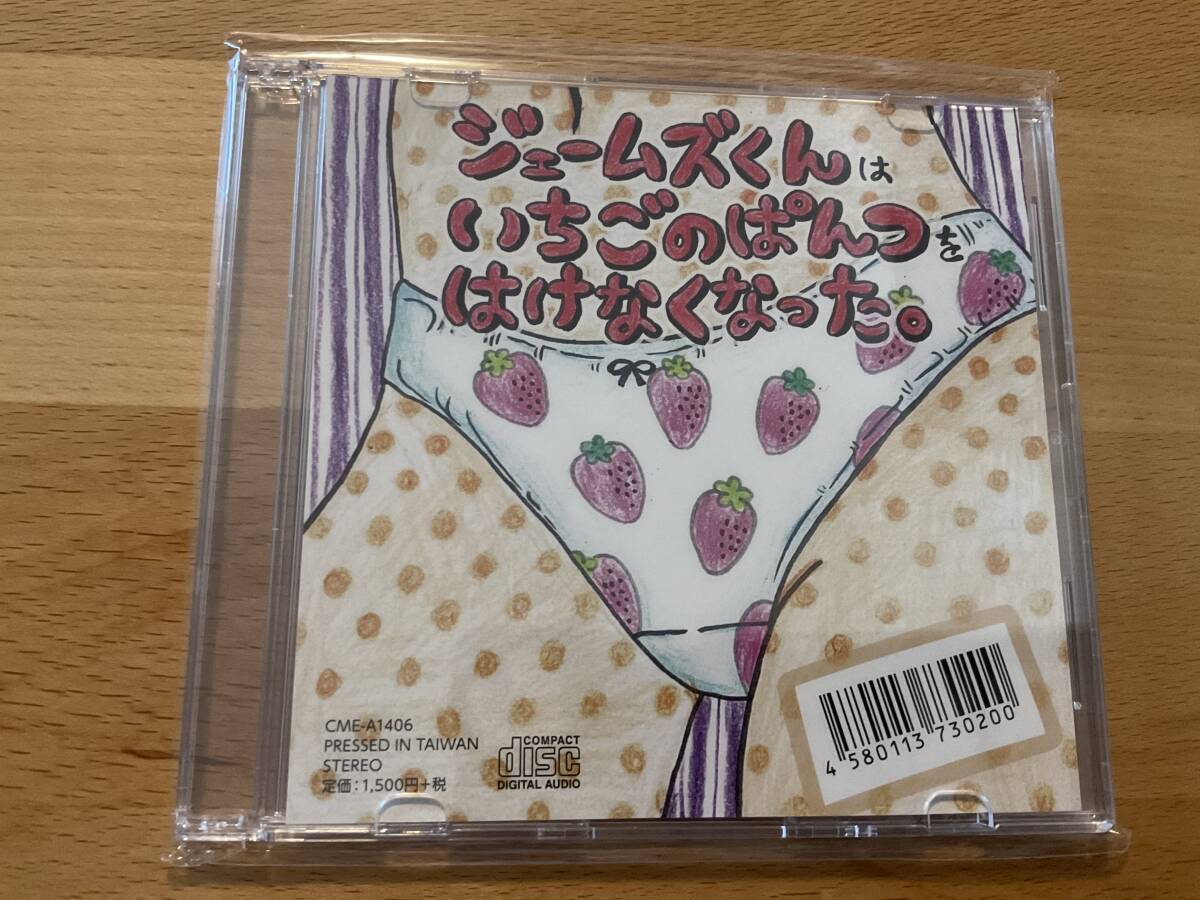 ジェームズくんは
いちごのぱんつを
はけなくなった。
CME-A1406
PRESSED IN TAIWAN
STEREO
定価:1,500円+税
COMPACT
disc
DIGITAL AUDIO
4 580113 730200